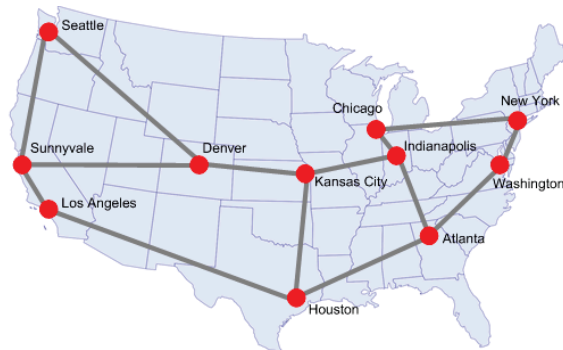 Seattle
Chicago
New York
Sunnyvale
Denver
Indianapolis
Kansas City
Washington
Los Angeles
Atlanta
Houston